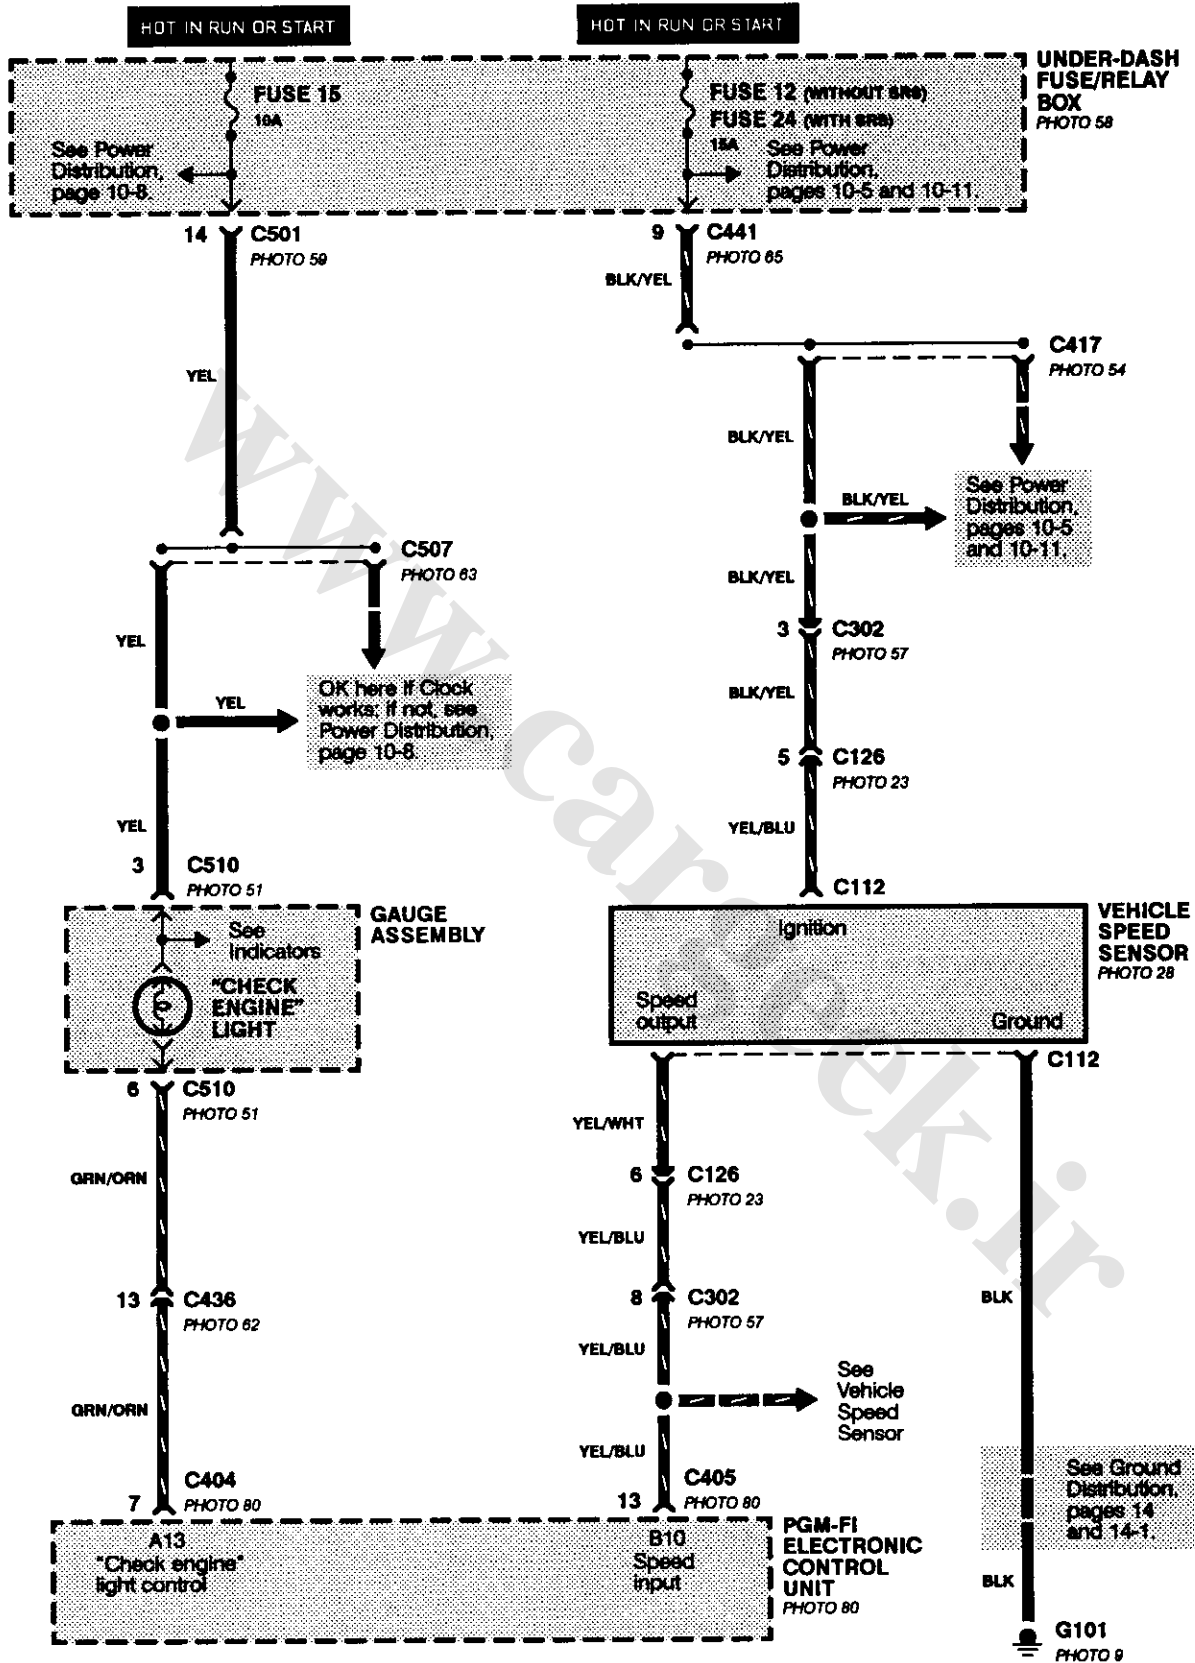 HOT IN RUN OR START
HOT IN RUN OR START
UNDER-DASH
FUSE/RELAY
BOX
PHOTO 58
FUSE 15
10A
See Power
Distribution,
page 10-8.
FUSE 12 (WITHOUT SRS)
FUSE 24 (WITH SRS)
15A
See Power
Distribution,
pages 10-5 and 10-11.
14 C501
PHOTO 59
9 C441
PHOTO 65
BLK/YEL
C417
PHOTO 54
YEL
BLK/YEL
BLK/YEL
See Power
Distribution,
pages 10-5
and 10-11.
C507
PHOTO 63
BLK/YEL
3 C302
PHOTO 57
YEL
YEL
OK here if Clock
works; if not, see
Power Distribution,
page 10-8.
BLK/YEL
5 C126
PHOTO 23
YEL
YEL/BLU
3 C510
PHOTO 51
C112
GAUGE
ASSEMBLY
See
Indicators
"CHECK
ENGINE"
LIGHT
Ignition
VEHICLE
SPEED
SENSOR
PHOTO 28
Speed
output
Ground
C112
6 C510
PHOTO 51
YEL/WHT
GRN/ORN
6 C126
PHOTO 23
YEL/BLU
13 C436
PHOTO 62
8 C302
PHOTO 57
BLK
YEL/BLU
See
Vehicle
Speed
Sensor
GRN/ORN
YEL/BLU
See Ground
Distribution,
pages 14
and 14-1.
7 C404
PHOTO 80
13 C405
PHOTO 80
A13
"Check engine"
light control
B10
Speed
input
PGM-FI
ELECTRONIC
CONTROL
UNIT
PHOTO 80
BLK
G101
PHOTO 9
www.cargeek.ir